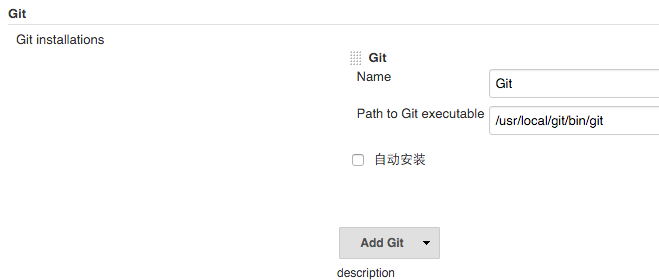 Git
Git installations
Git
Name
Git
Path to Git executable
/usr/local/git/bin/git
自动安装
Add Git
description